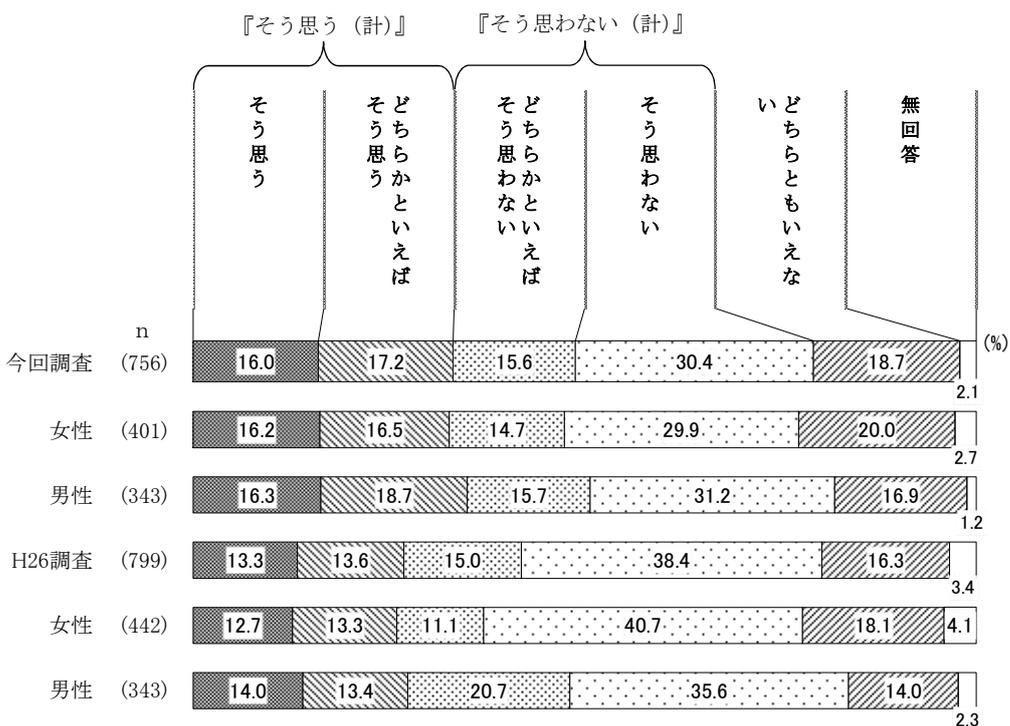 『そう思う（計）』 『そう思わない（計）』
そう思う
どちらかといえば
そう思う
どちらかといえば
そう思わない
そう思わない
どちらともいえな
い
無回答
n
(%)
今回調査 (756) 16.0 17.2 15.6 30.4 18.7 2.1
女性 (401) 16.2 16.5 14.7 29.9 20.0 2.7
男性 (343) 16.3 18.7 15.7 31.2 16.9 1.2
H26調査 (799) 13.3 13.6 15.0 38.4 16.3 3.4
女性 (442) 12.7 13.3 11.1 40.7 18.1 4.1
男性 (343) 14.0 13.4 20.7 35.6 14.0 2.3